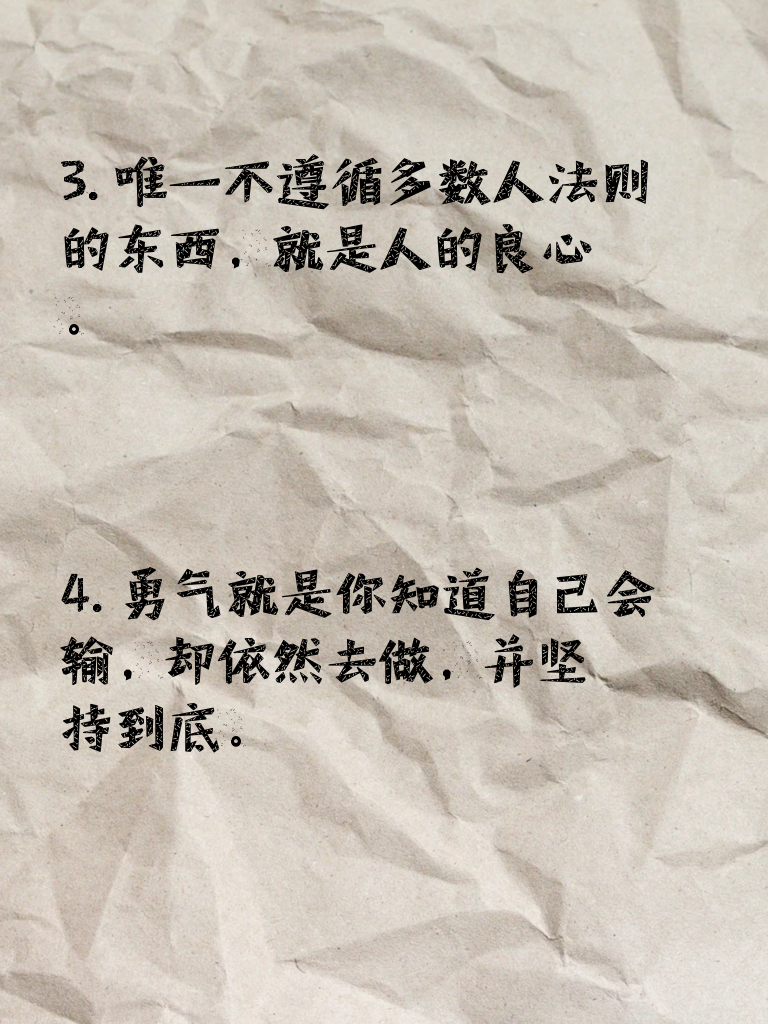 3. 唯一不遵循多数人法则
的东西，就是人的良心
。
4. 勇气就是你知道自己会
输，却依然去做，并坚
持到底。